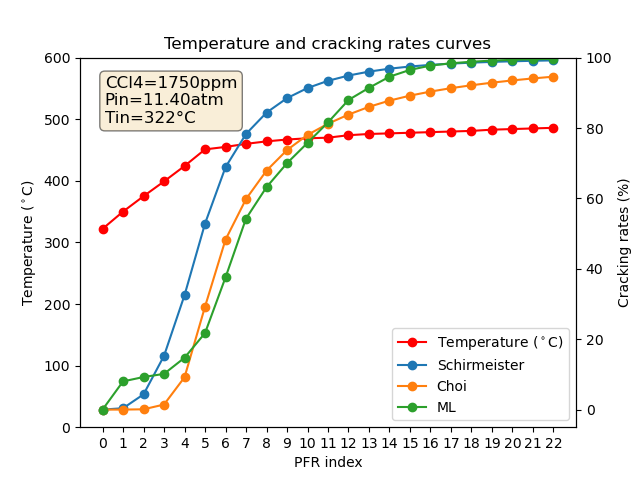 Temperature and cracking rates curves
CCl4=1750ppm
Pin=11.40atm
Tin=322°C
600
500
400
300
200
100
0
Temperature (°C)
100
80
60
40
20
0
Cracking rates (%)
Temperature (°C)
Schirmeister
Choi
ML
0 1 2 3 4 5 6 7 8 9 10 11 12 13 14 15 16 17 18 19 20 21 22
PFR index